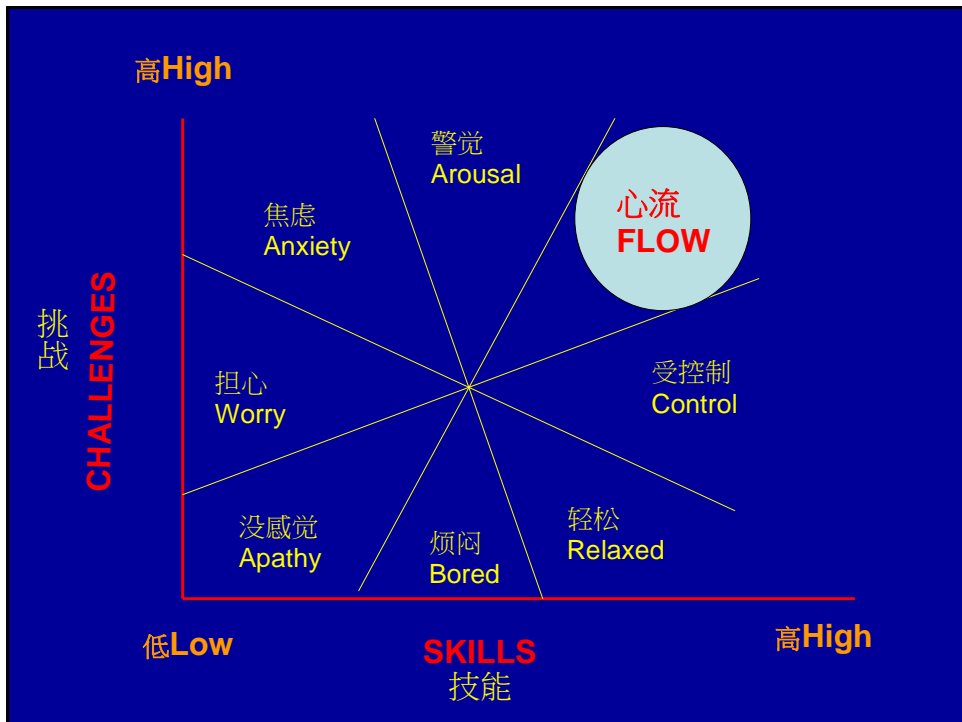 高High
警觉
Arousal
心流
FLOW
焦虑
Anxiety
挑战
CHALLENGES
担心
Worry
受控制
Control
没感觉
Apathy
烦闷
Bored
轻松
Relaxed
低Low
SKILLS
技能
高High